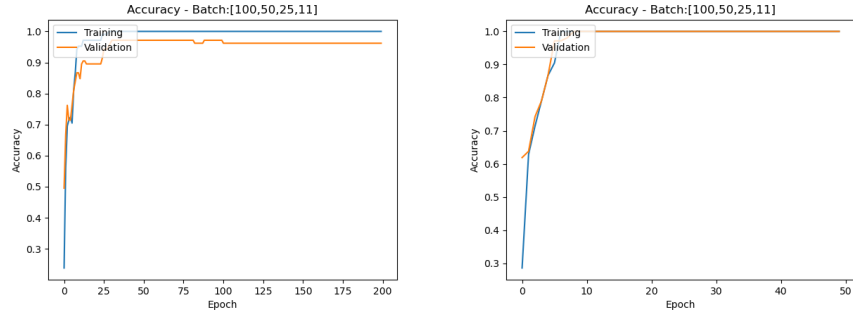 Accuracy - Batch:[100,50,25,11]
Training
Validation
1.0
0.9
0.8
0.7
0.6
0.5
0.4
0.3
Accuracy
0 25 50 75 100 125 150 175 200
Epoch
Accuracy - Batch:[100,50,25,11]
Training
Validation
1.0
0.9
0.8
0.7
0.6
0.5
0.4
0.3
Accuracy
0 10 20 30 40 50
Epoch